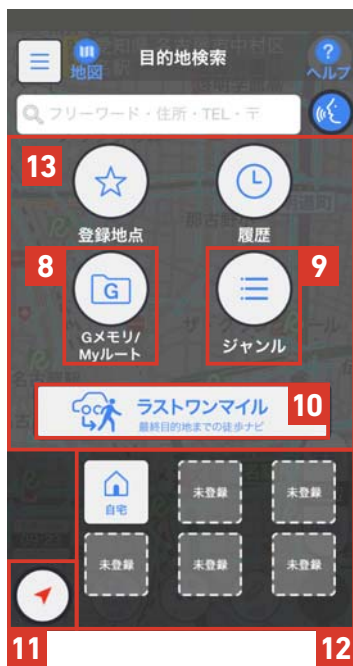 目的地検索
地図
ヘルプ
フリーワード・住所・TEL・〒
13
登録地点
履歴
8
9
G
Gメモリ/
Myルート
ジャンル
10
ラストワンマイル
最終目的地までの徒歩ナビ
自宅
未登録
未登録
未登録
未登録
未登録
11
12